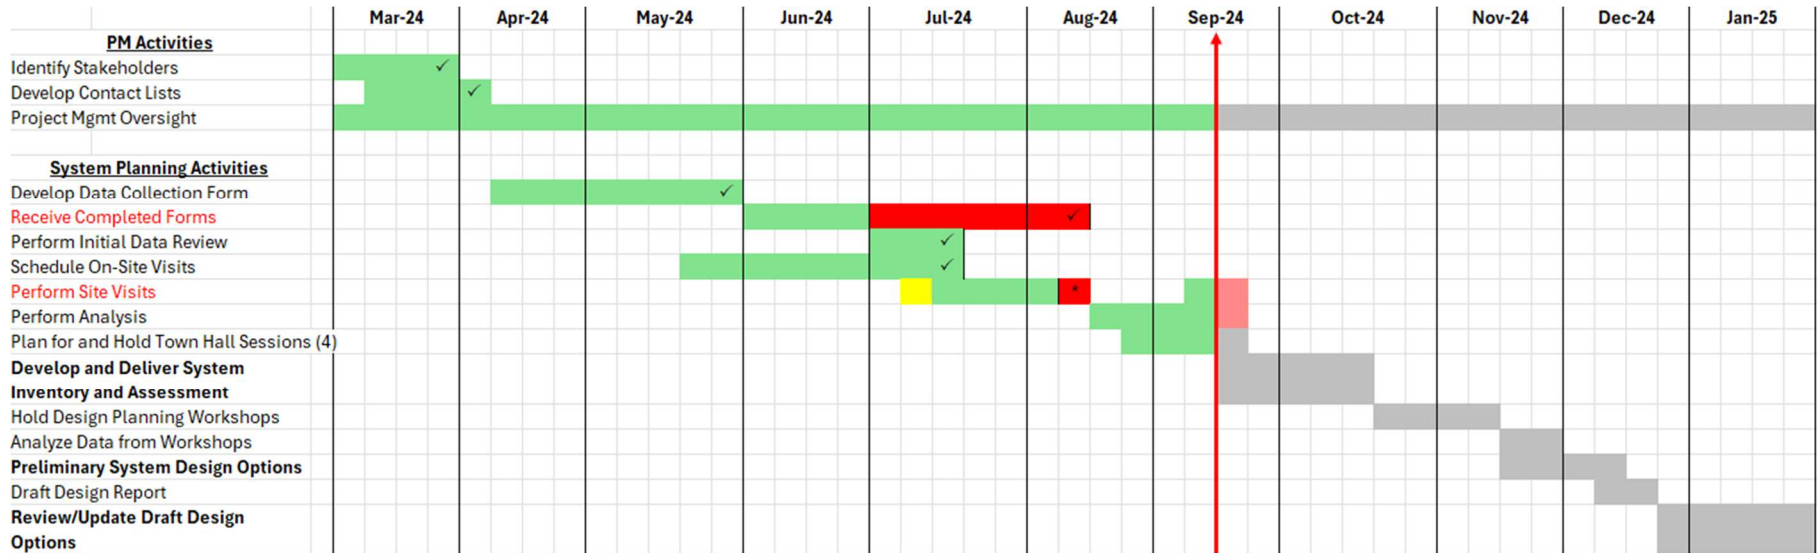 Mar-24 Apr-24 May-24 Jun-24 Jul-24 Aug-24 Sep-24 Oct-24 Nov-24 Dec-24 Jan-25
PM Activities
Identify Stakeholders ✓
Develop Contact Lists ✓
Project Mgmt Oversight
System Planning Activities
Develop Data Collection Form ✓
Receive Completed Forms ✓
Perform Initial Data Review ✓
Schedule On-Site Visits ✓
Perform Site Visits *
Perform Analysis
Plan for and Hold Town Hall Sessions (4)
Develop and Deliver System
Inventory and Assessment
Hold Design Planning Workshops
Analyze Data from Workshops
Preliminary System Design Options
Draft Design Report
Review/Update Draft Design
Options